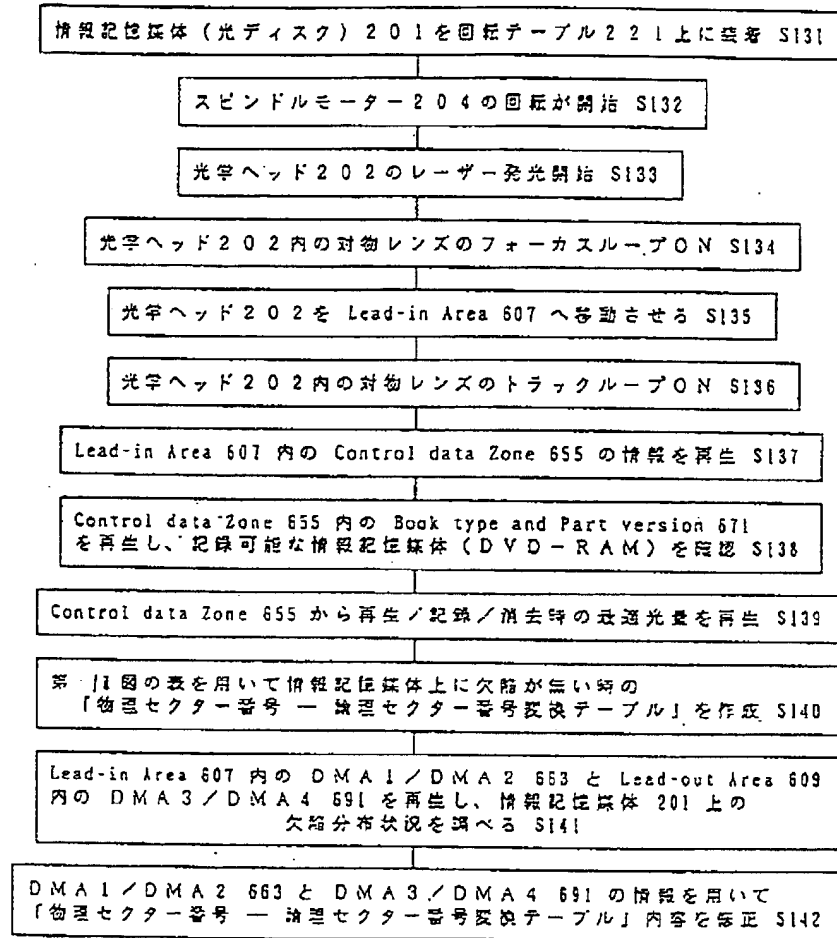 情報記憶媒体（光ディスク）２０１を回転テーブル２２１上に装着 S131
スピンドルモーター２０４の回転が開始 S132
光学ヘッド２０２のレーザー発光開始 S133
光学ヘッド２０２内の対物レンズのフォーカスループＯＮ S134
光学ヘッド２０２を Lead-in Area 607 へ移動させる S135
光学ヘッド２０２内の対物レンズのトラックループＯＮ S136
Lead-in Area 607 内の Control data Zone 655 の情報を再生 S137
Control data Zone 655 内の Book type and Part version 671
を再生し、記録可能な情報記憶媒体（ＤＶＤ－ＲＡＭ）を確認 S138
Control data Zone 655 から再生／記録／消去時の最適光量を再生 S139
第 11 図の表を用いて情報記憶媒体上に欠陥が無い時の
「物理セクター番号 ― 論理セクター番号変換テーブル」を作成 S140
Lead-in Area 607 内の ＤＭＡ１／ＤＭＡ２ 663 と Lead-out Area 609
内の ＤＭＡ３／ＤＭＡ４ 691 を再生し、情報記憶媒体 201 上の
欠陥分布状況を調べる S141
ＤＭＡ１／ＤＭＡ２ 663 と ＤＭＡ３／ＤＭＡ４ 691 の情報を用いて
「物理セクター番号 ― 論理セクター番号変換テーブル」内容を修正 S142